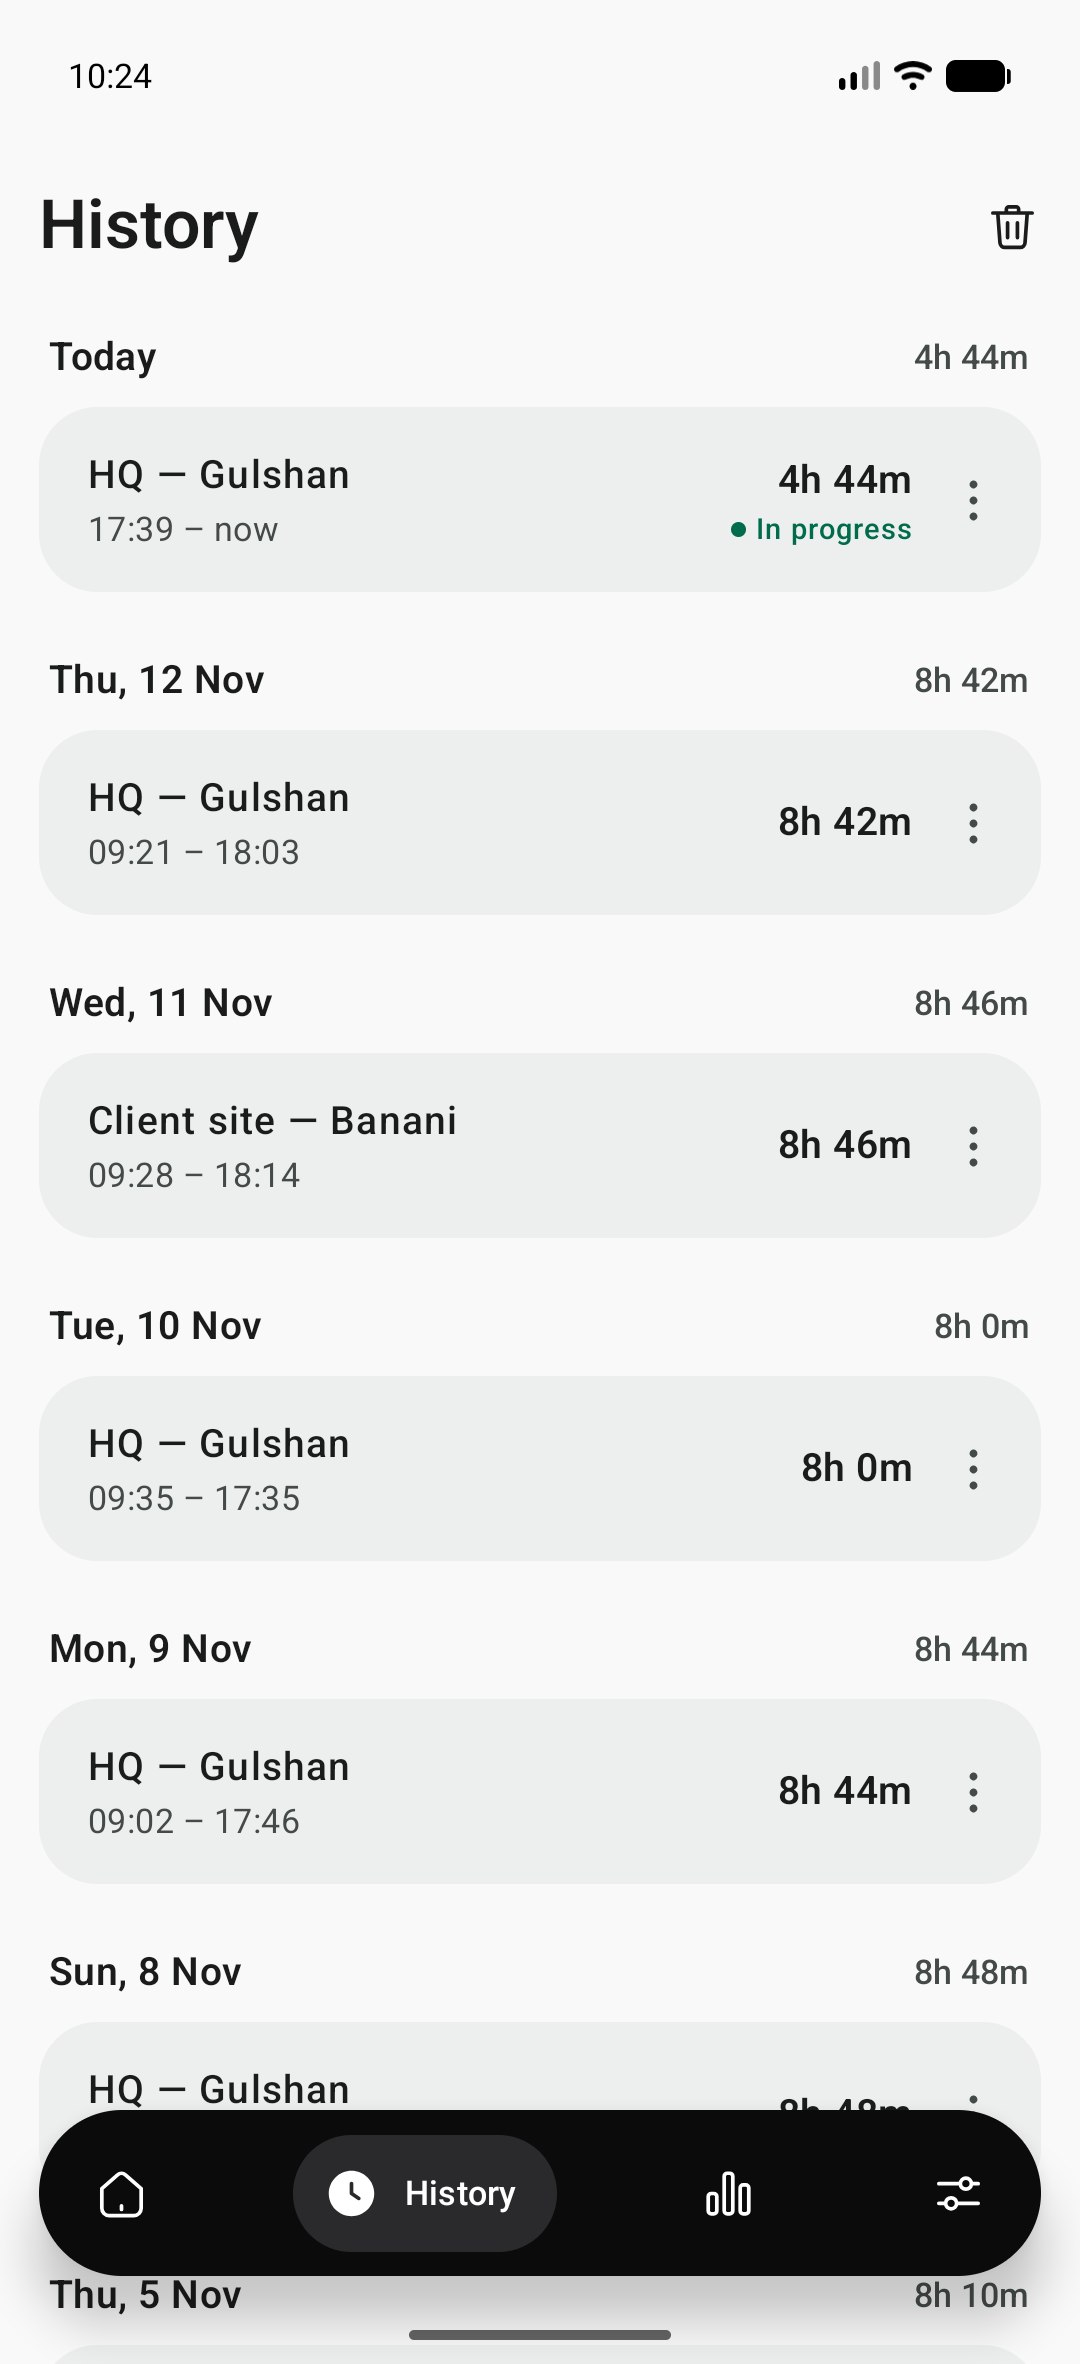 10:24
History
Today 4h 44m
HQ — Gulshan
4h 44m
17:39 – now
In progress
Thu, 12 Nov 8h 42m
HQ — Gulshan
8h 42m
09:21 – 18:03
Wed, 11 Nov 8h 46m
Client site — Banani
8h 46m
09:28 – 18:14
Tue, 10 Nov 8h 0m
HQ — Gulshan
8h 0m
09:35 – 17:35
Mon, 9 Nov 8h 44m
HQ — Gulshan
8h 44m
09:02 – 17:46
Sun, 8 Nov 8h 48m
HQ — Gulshan
8h 48m
History
Thu, 5 Nov 8h 10m